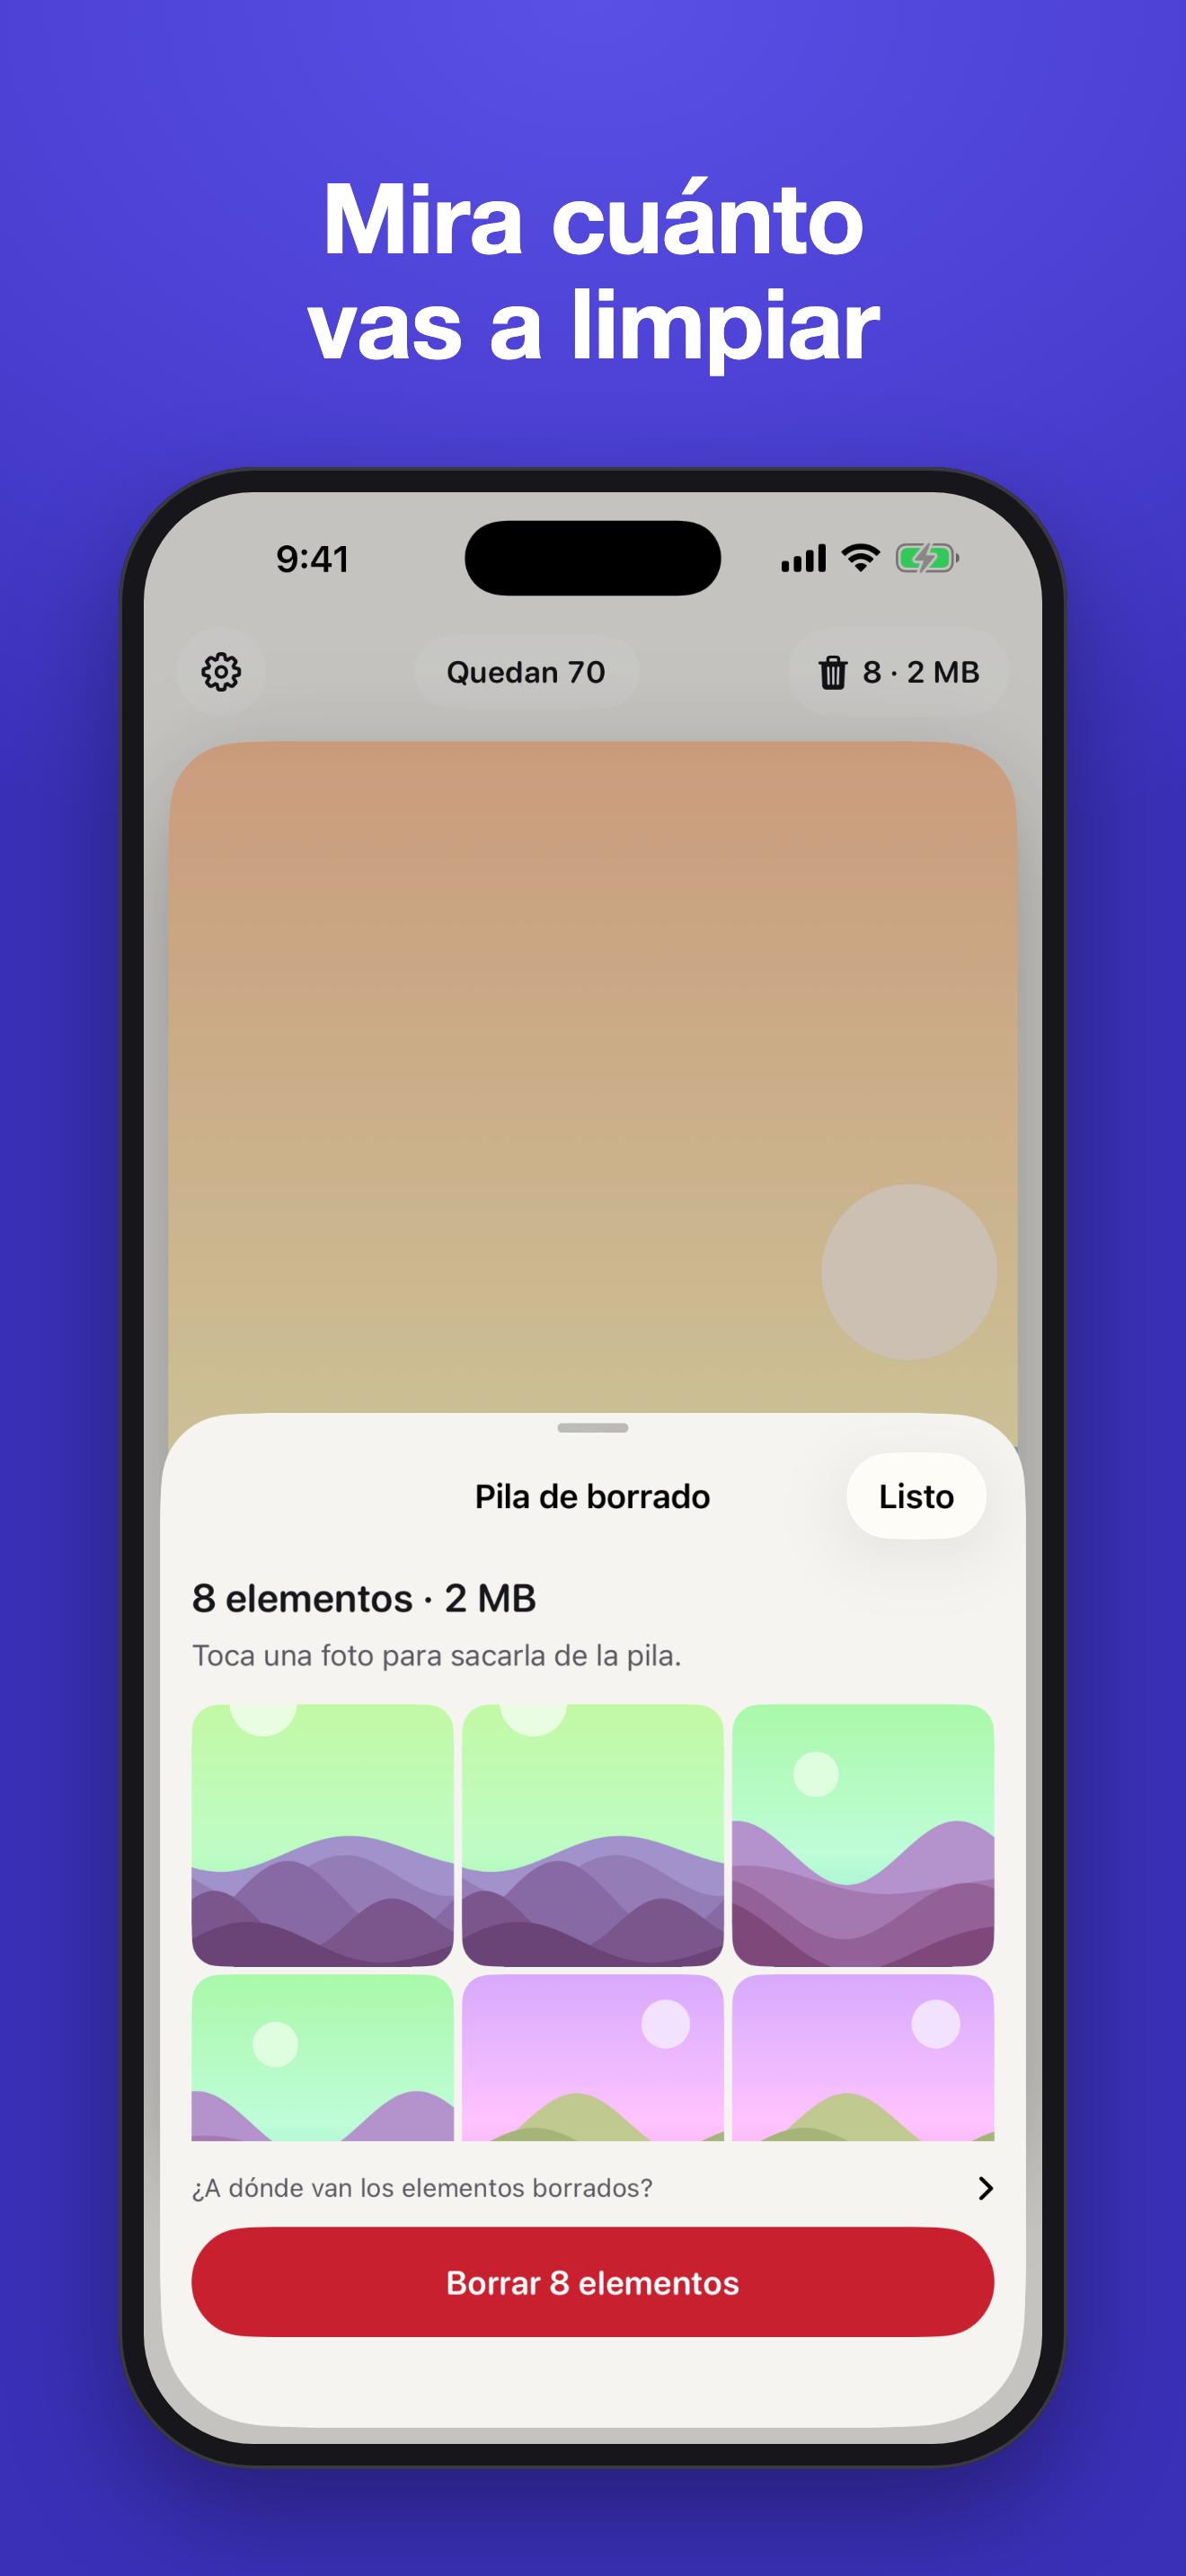 Mira cuánto
vas a limpiar
9:41
Quedan 70
8 · 2 MB
Pila de borrado
Listo
8 elementos · 2 MB
Toca una foto para sacarla de la pila.
¿A dónde van los elementos borrados?
Borrar 8 elementos